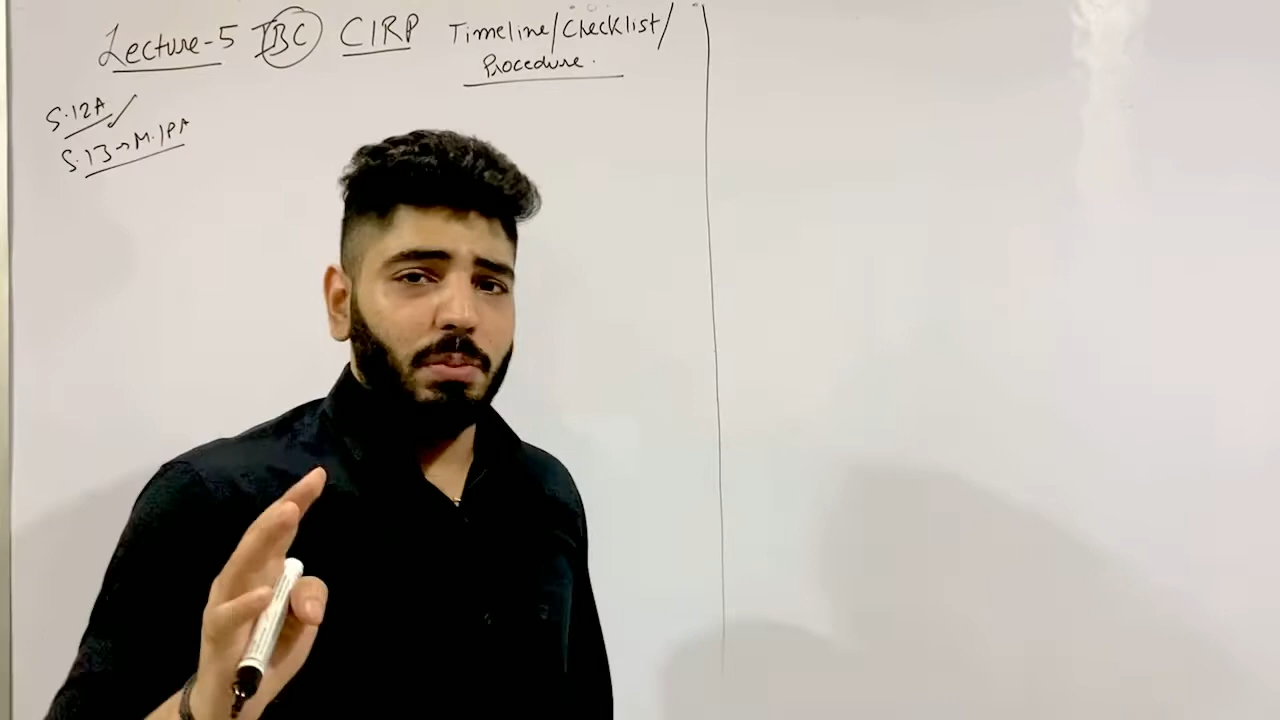 Lecture-5 IBC CIRP Timeline/Checklist/
Procedure.
S.12A ✓
S.13→M.IPA